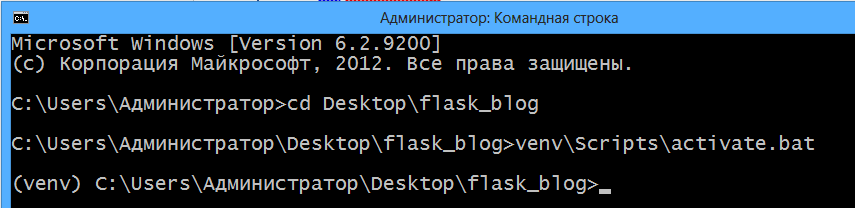 Администратор: Командная строка
Microsoft Windows [Version 6.2.9200]
(c) Корпорация Майкрософт, 2012. Все права защищены.
C:\Users\Администратор>cd Desktop\flask_blog
C:\Users\Администратор\Desktop\flask_blog>venv\Scripts\activate.bat
(venv) C:\Users\Администратор\Desktop\flask_blog>_